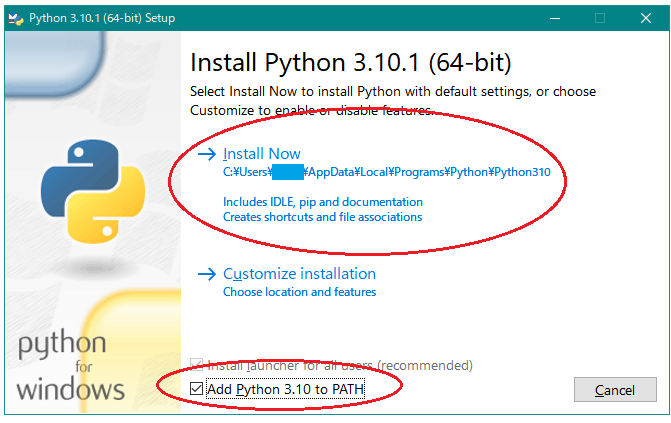 Python 3.10.1 (64-bit) Setup
Install Python 3.10.1 (64-bit)
Select Install Now to install Python with default settings, or choose
Customize to enable or disable features.
Install Now
C:¥Users¥ ¥AppData¥Local¥Programs¥Python¥Python310
Includes IDLE, pip and documentation
Creates shortcuts and file associations
Customize installation
Choose location and features
Install launcher for all users (recommended)
Add Python 3.10 to PATH
Cancel
python
for
windows